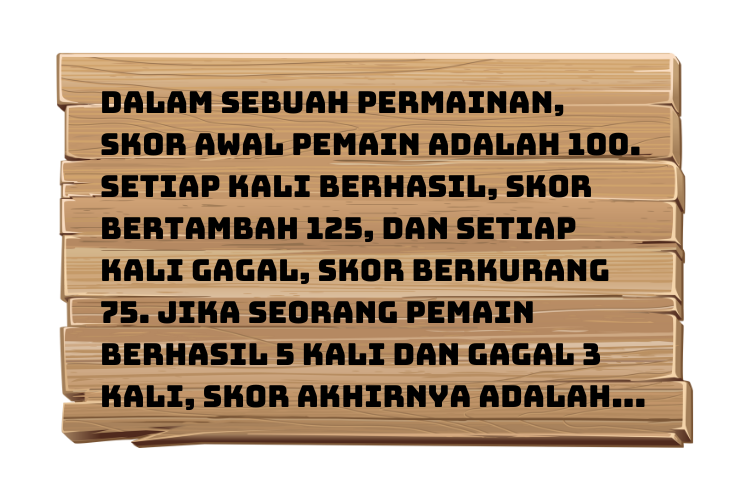 DALAM SEBUAH PERMAINAN,
SKOR AWAL PEMAIN ADALAH 100.
SETIAP KALI BERHASIL, SKOR
BERTAMBAH 125, DAN SETIAP
KALI GAGAL, SKOR BERKURANG
75. JIKA SEORANG PEMAIN
BERHASIL 5 KALI DAN GAGAL 3
KALI, SKOR AKHIRNYA ADALAH...